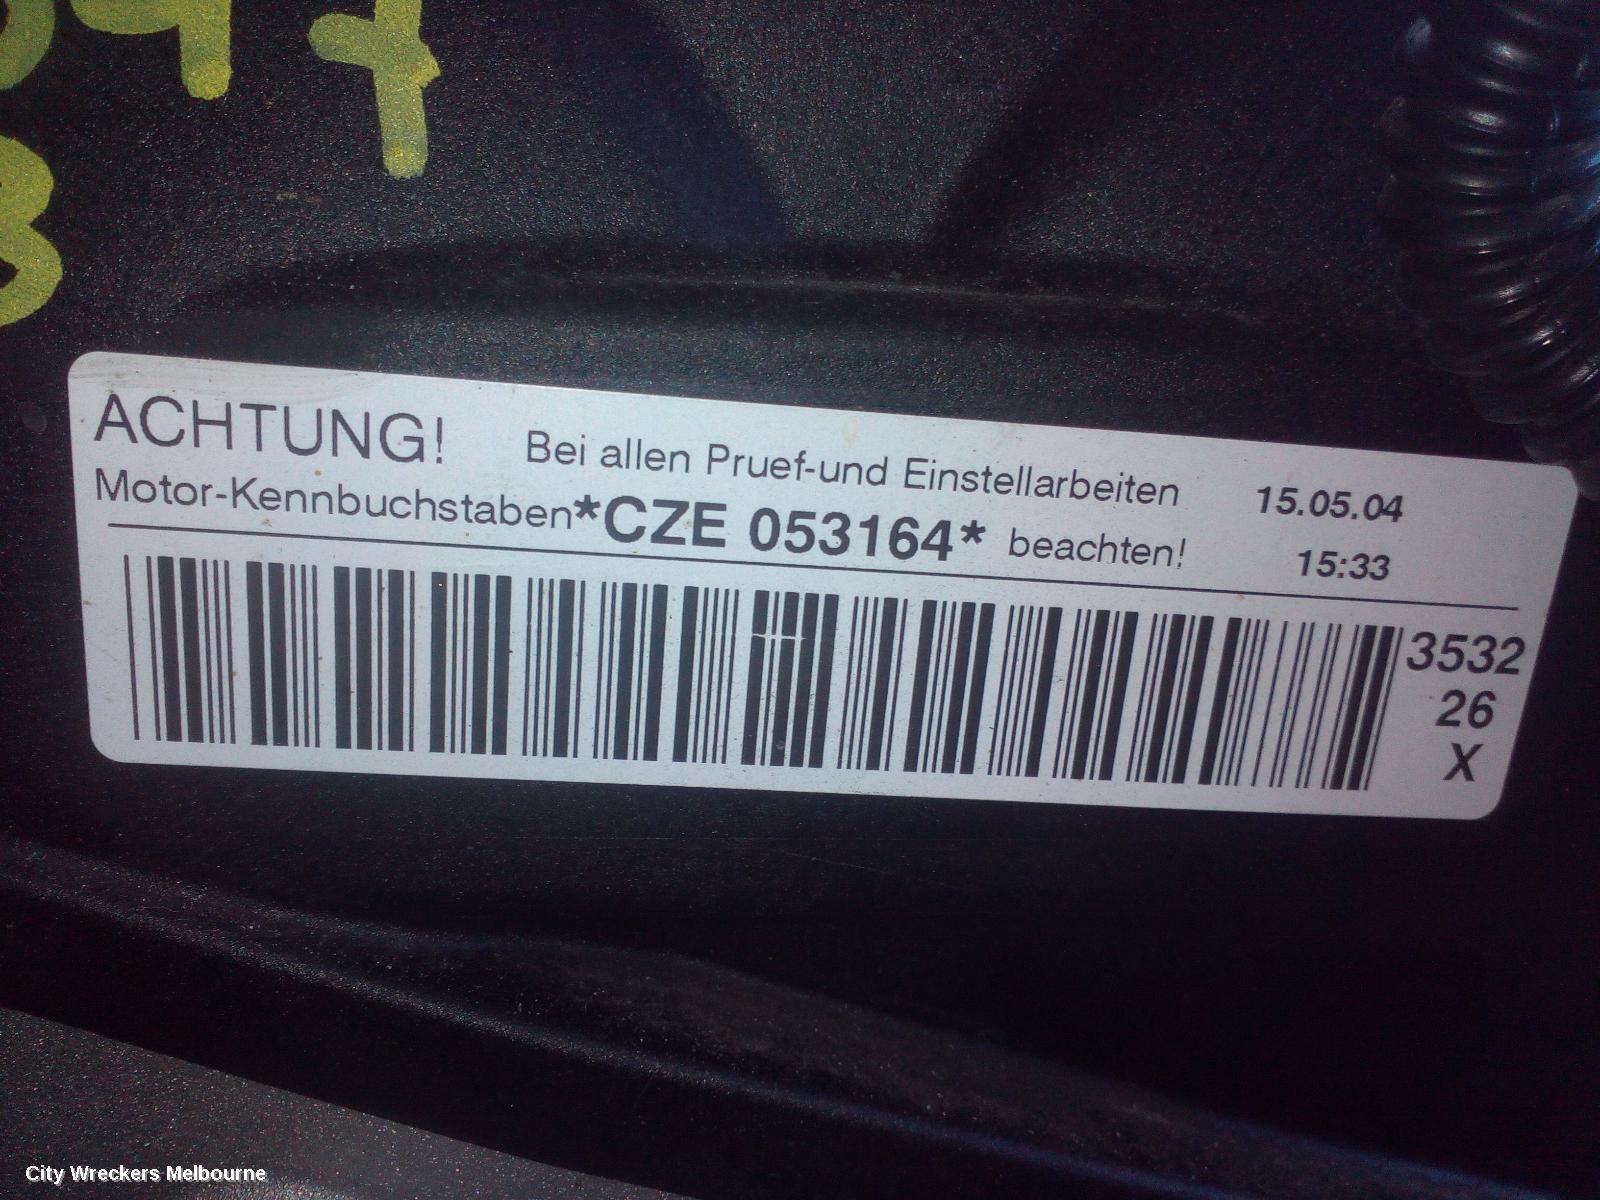 ACHTUNG! Bei allen Pruef-und Einstellarbeiten 15.05.04
Motor-Kennbuchstaben*CZE 053164* beachten! 15:33
3532
26
X
City Wreckers Melbourne